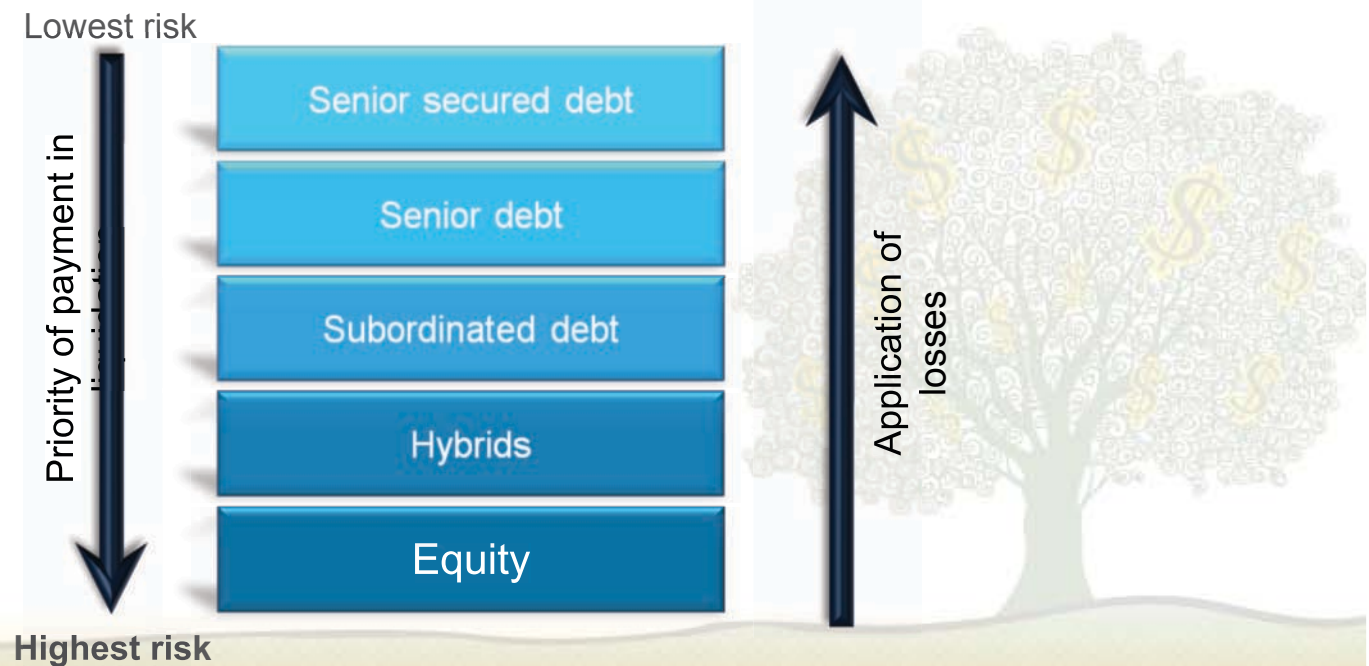 Lowest risk
Priority of payment in
liquidation
Senior secured debt
Senior debt
Subordinated debt
Hybrids
Equity
Application of
losses
Highest risk